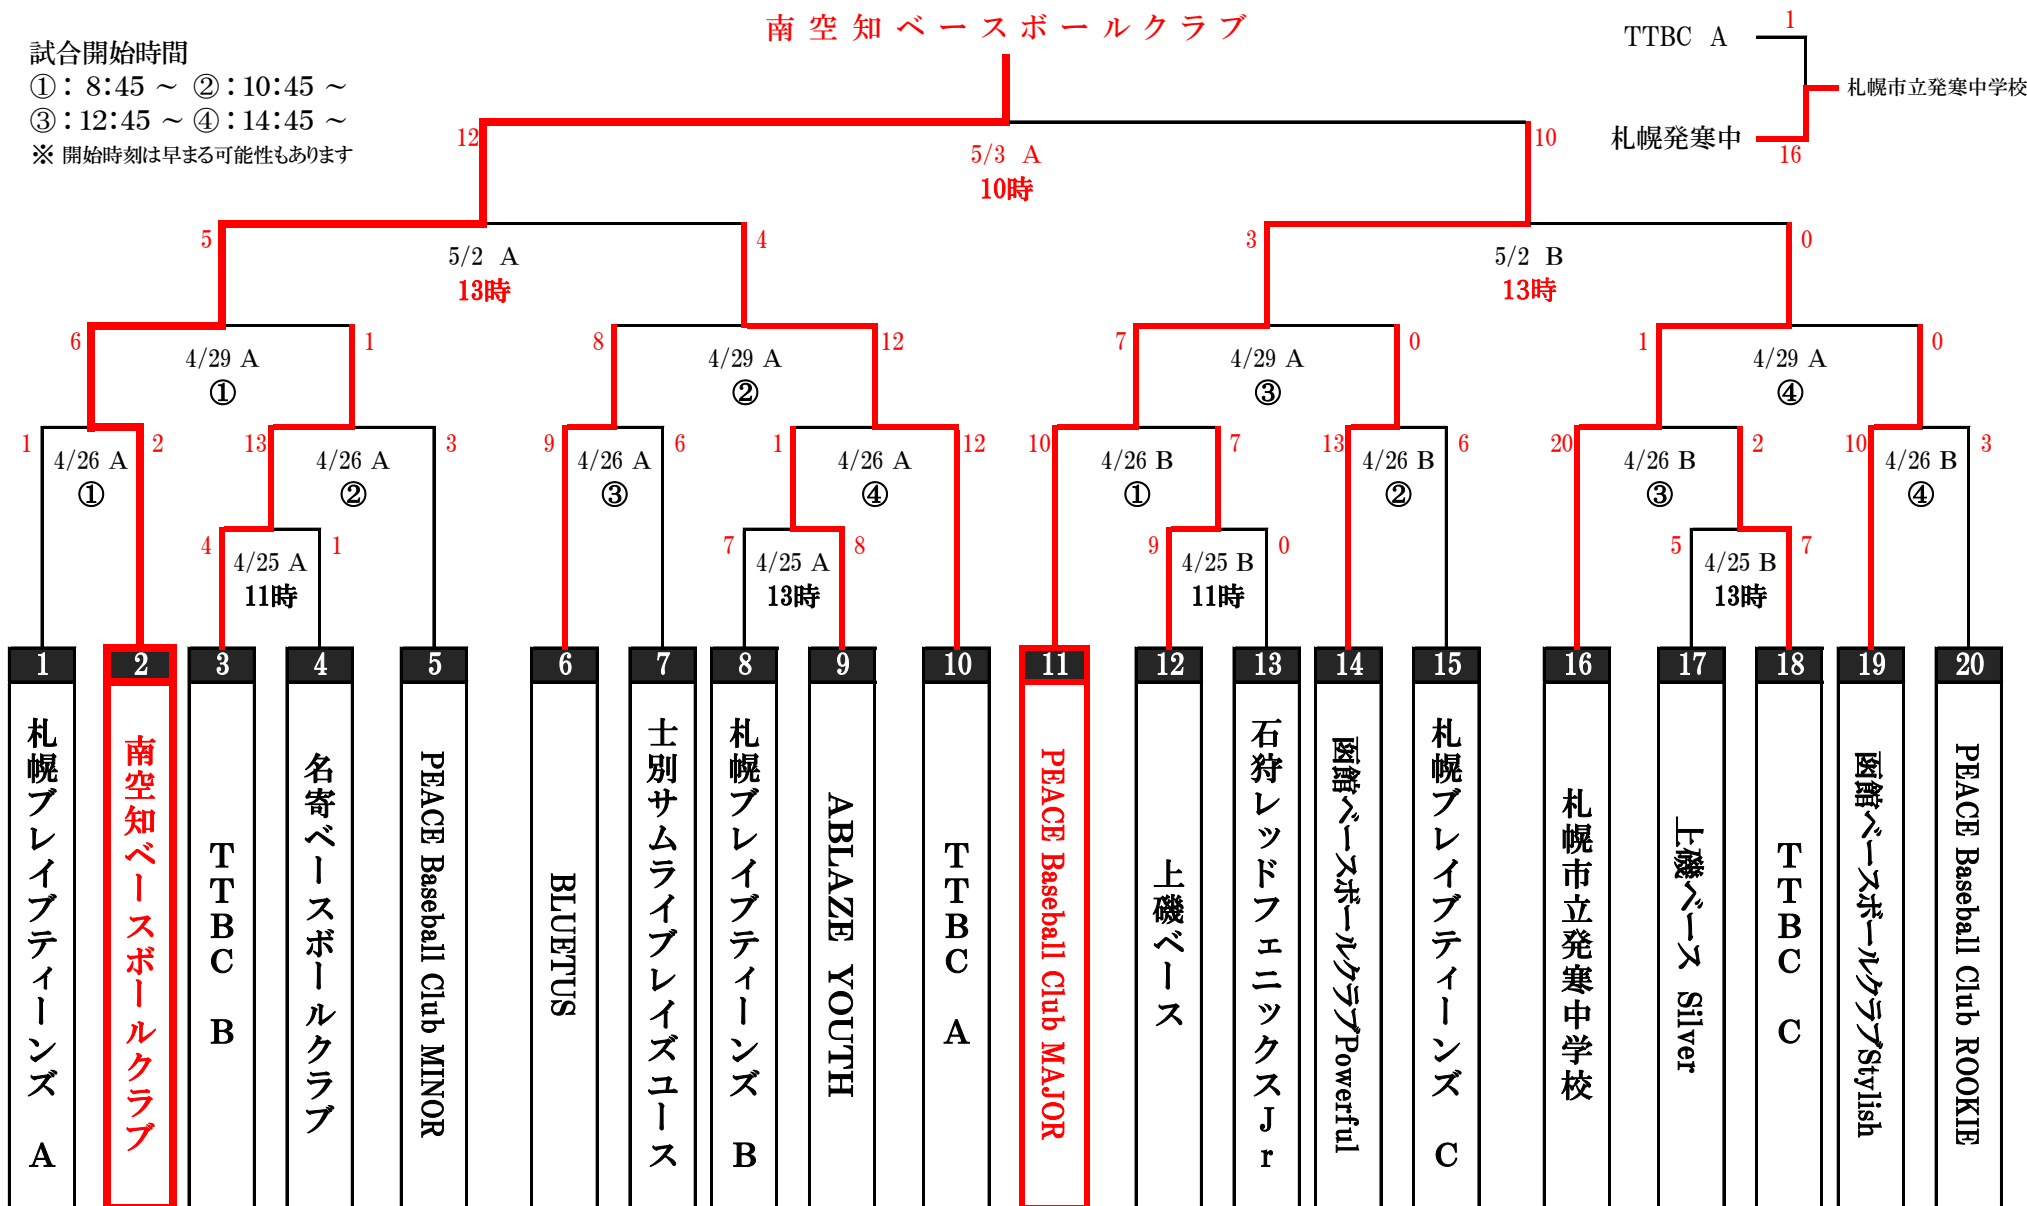 南空知ベースボールクラブ
試合開始時間
①： 8：45 ～ ②：10：45 ～
③：12：45 ～ ④：14：45 ～
※ 開始時刻は早まる可能性もあります
TTBC A
1
札幌市立発寒中学校
札幌発寒中
16
12
10
5/3 A
10時
5
4
3
0
5/2 A
13時
5/2 B
13時
6
1
8
12
7
0
1
0
4/29 A
①
4/29 A
②
4/29 A
③
4/29 A
④
1
2
13
3
9
6
1
12
10
7
13
6
20
2
10
3
4/26 A
①
4/26 A
②
4/26 A
③
4/26 A
④
4/26 B
①
4/26 B
②
4/26 B
③
4/26 B
④
4
1
7
8
9
0
5
7
4/25 A
11時
4/25 A
13時
4/25 B
11時
4/25 B
13時
1
札幌ブレイブティーンズ A
2
南空知ベースボールクラブ
3
TTBC B
4
名寄ベースボールクラブ
5
PEACE Baseball Club MINOR
6
BLUETUS
7
士別サムライブレイズユース
8
札幌ブレイブティーンズ B
9
ABLAZE YOUTH
10
TTBC A
11
PEACE Baseball Club MAJOR
12
上磯ベース
13
石狩レッドフェニックスJr
14
函館ベースボールクラブPowerful
15
札幌ブレイブティーンズ C
16
札幌市立発寒中学校
17
上磯ベース Silver
18
TTBC C
19
函館ベースボールクラブStylish
20
PEACE Baseball Club ROOKIE